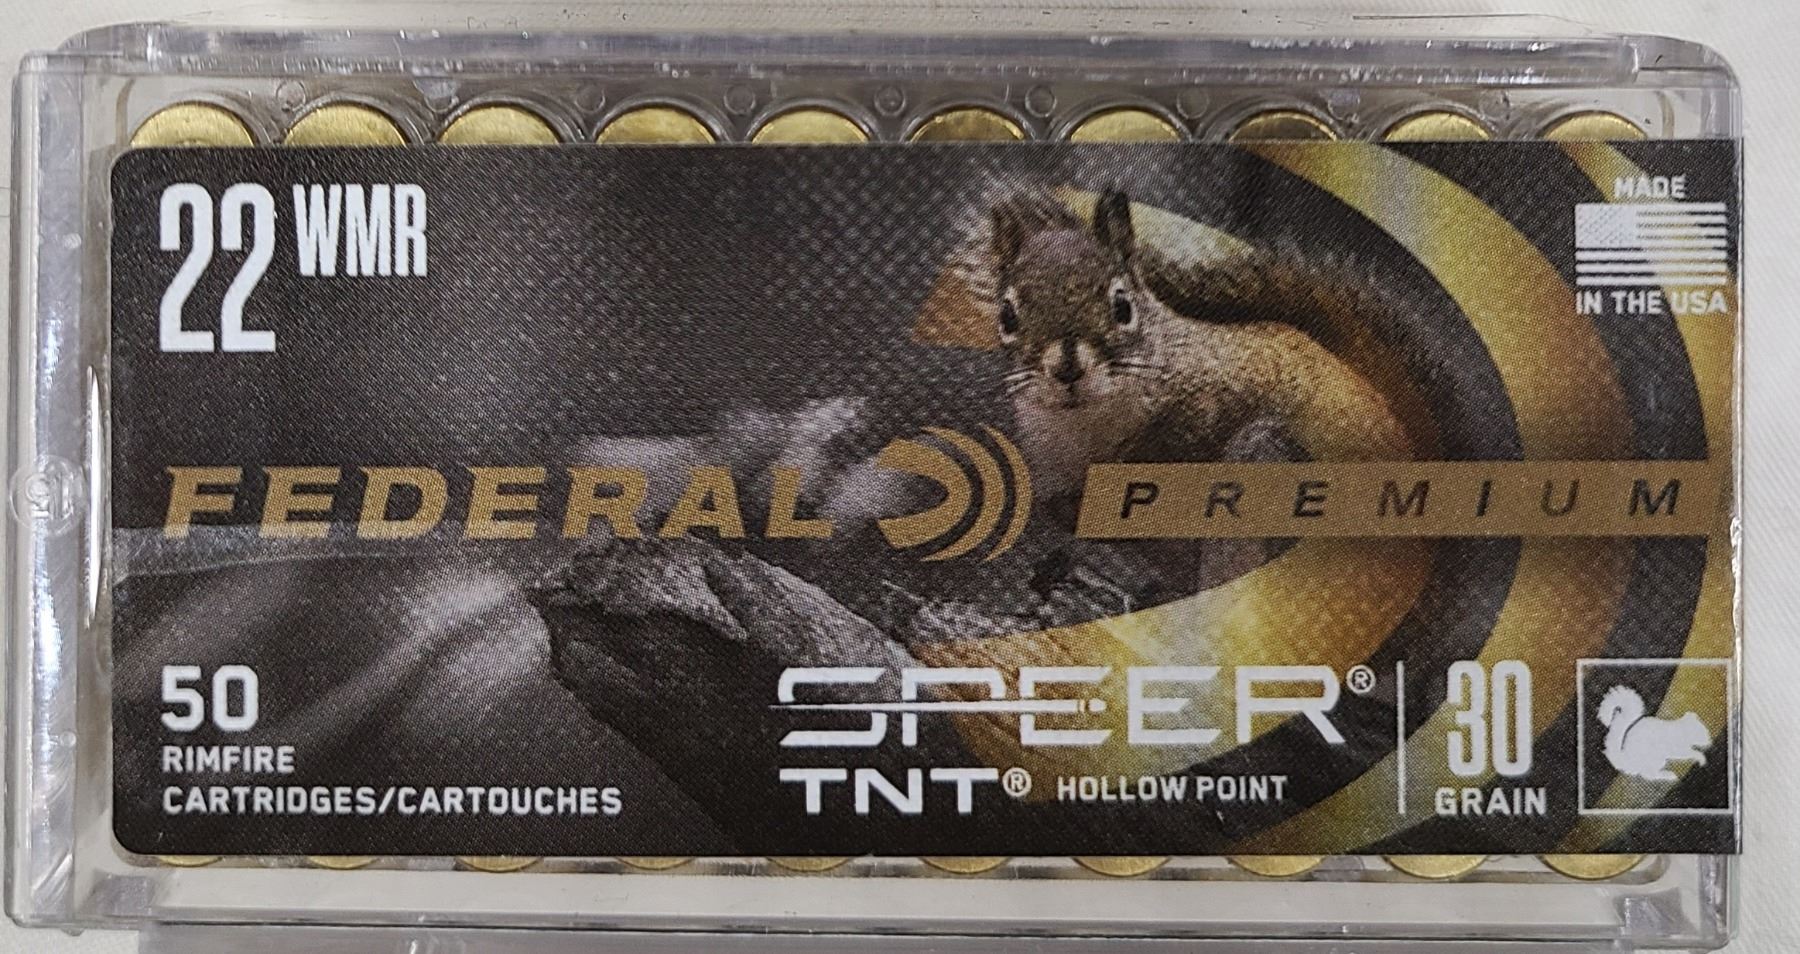 22 WMR
MADE
IN THE USA
FEDERAL PREMIUM
50
RIMFIRE
CARTRIDGES/CARTOUCHES
SPEER®
TNT® HOLLOW POINT
30
GRAIN